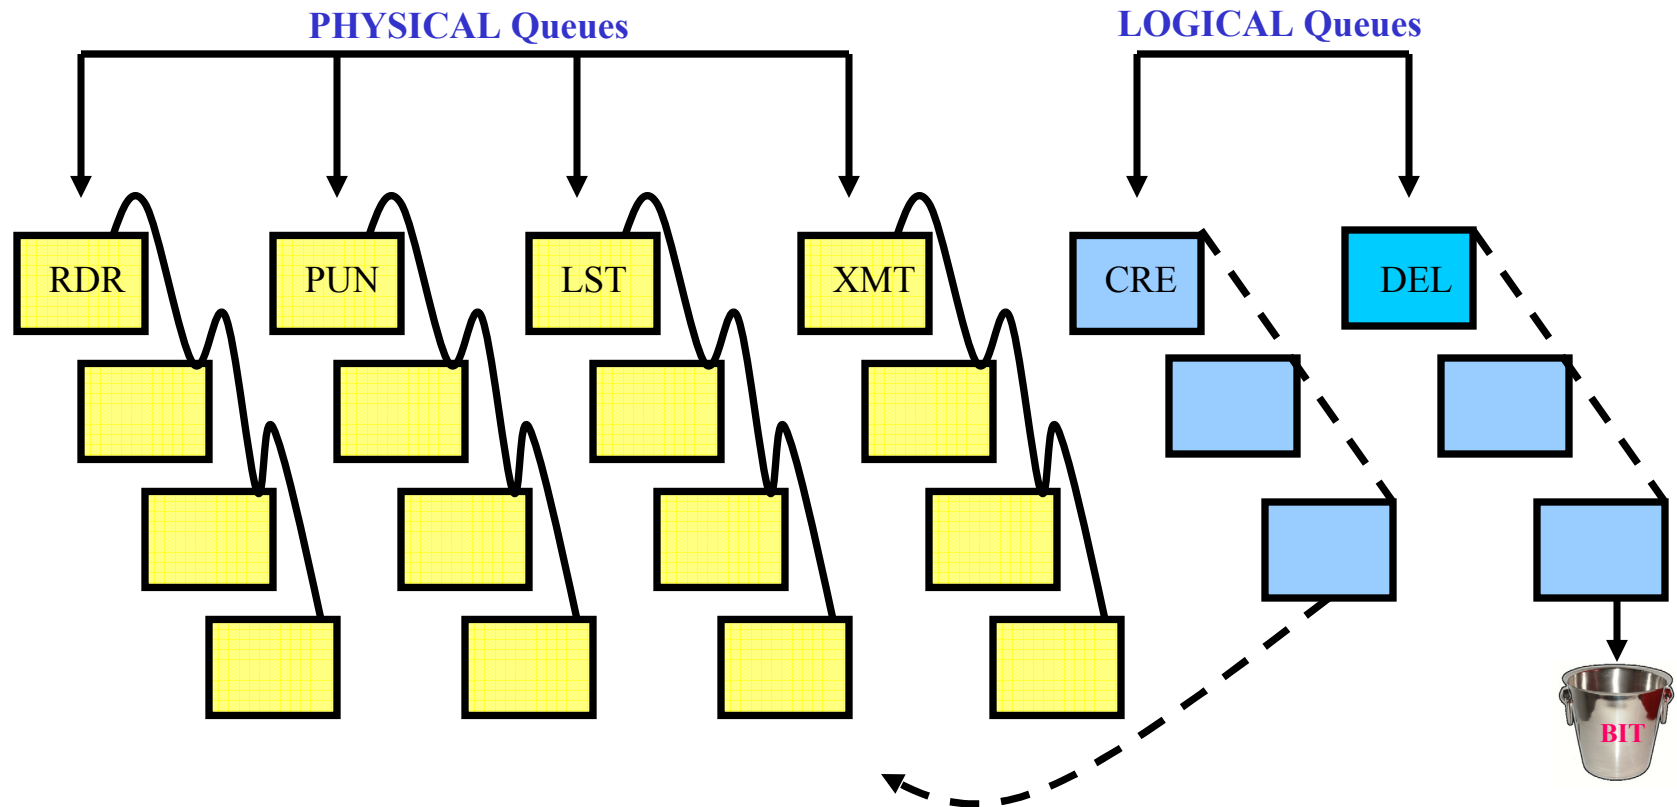 PHYSICAL Queues
LOGICAL Queues
RDR
PUN
LST
XMT
CRE
DEL
BIT